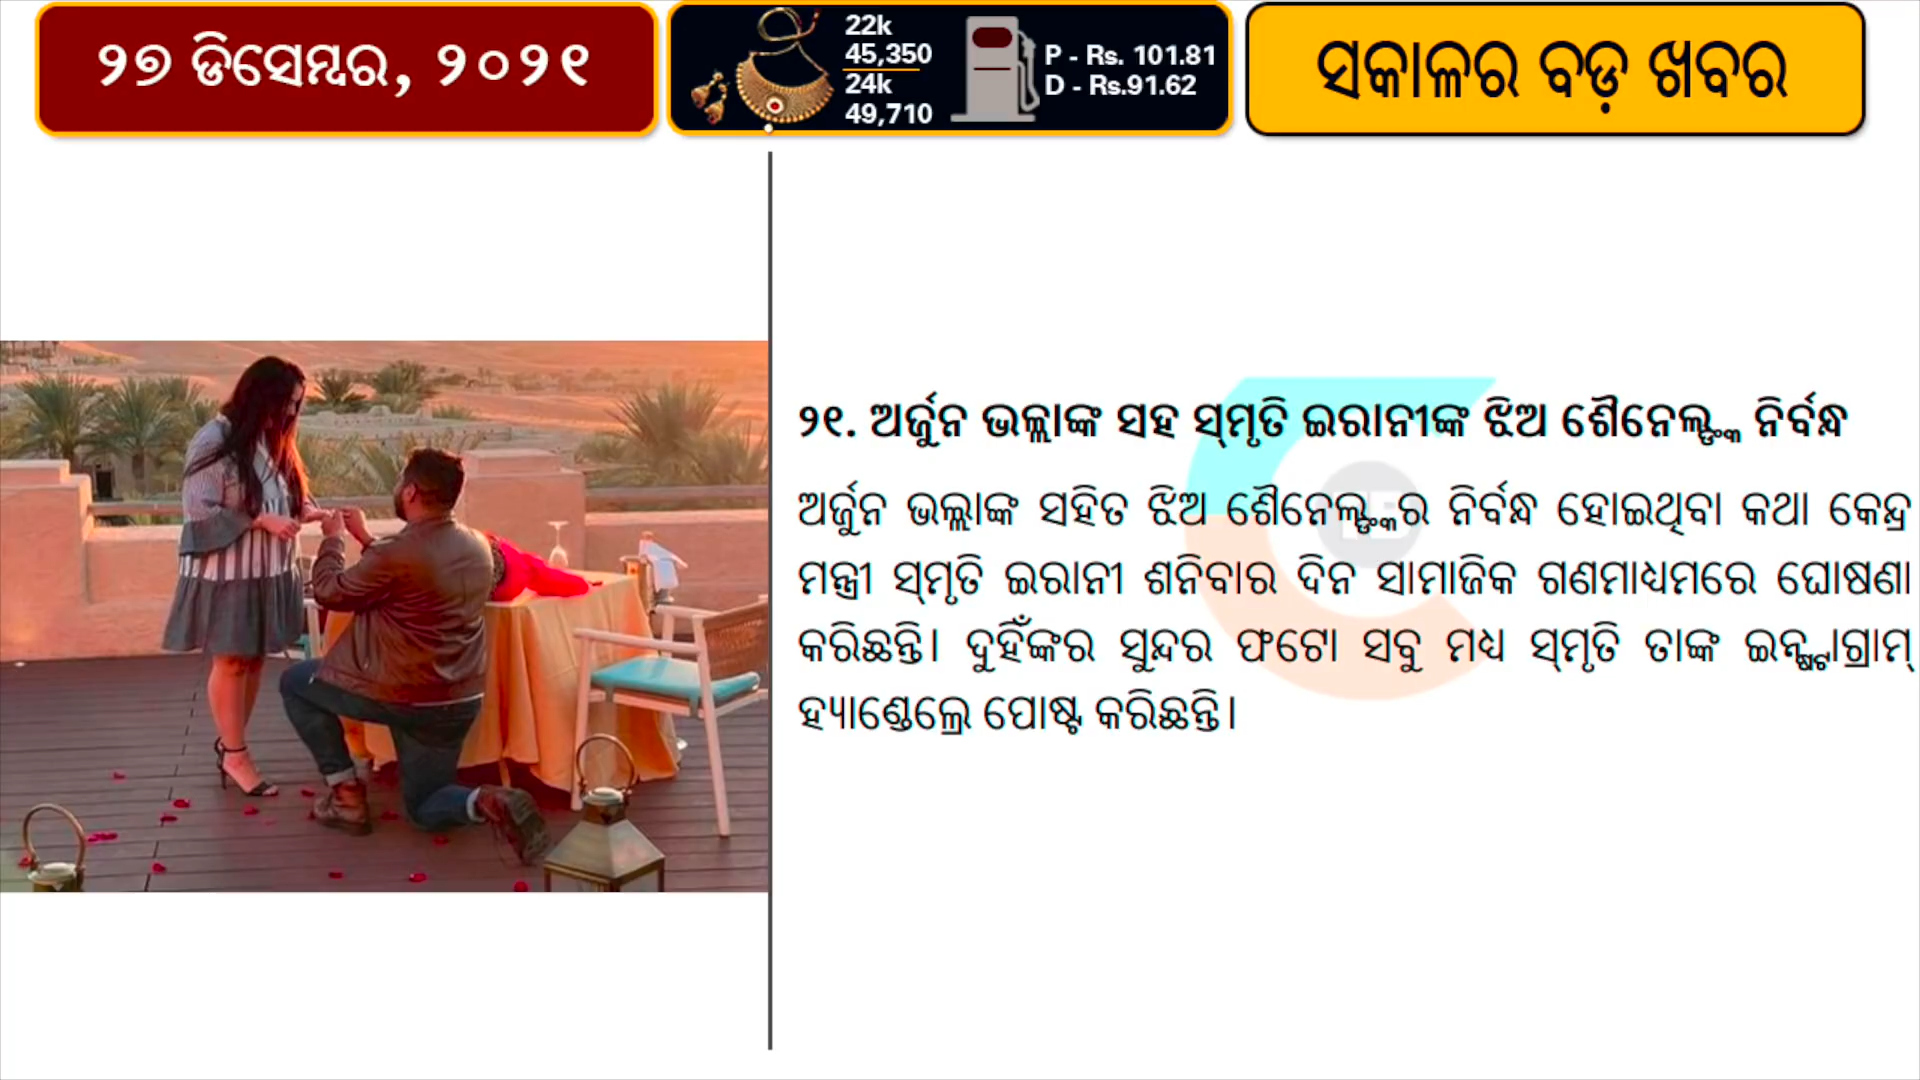 ୨୭ ଡିସେମ୍ବର, ୨୦୨୧
22k
45,350
24k
49,710
P - Rs. 101.81
D - Rs.91.62
ସକାଳର ବଡ଼ ଖବର
୨୧. ଅର୍ଜୁନ ଭଲ୍ଲାଙ୍କ ସହ ସ୍ମୃତି ଇରାନୀଙ୍କ ଝିଅ ଶୈନେଲ୍ଙ୍କ ନିର୍ବନ୍ଧ
ଅର୍ଜୁନ ଭଲ୍ଲାଙ୍କ ସହିତ ଝିଅ ଶୈନେଲ୍ଙ୍କର ନିର୍ବନ୍ଧ ହୋଇଥିବା କଥା କେନ୍ଦ୍ର
ମନ୍ତ୍ରୀ ସ୍ମୃତି ଇରାନୀ ଶନିବାର ଦିନ ସାମାଜିକ ଗଣମାଧ୍ୟମରେ ଘୋଷଣା
କରିଛନ୍ତି। ଦୁହିଁଙ୍କର ସୁନ୍ଦର ଫଟୋ ସବୁ ମଧ୍ୟ ସ୍ମୃତି ତାଙ୍କ ଇନ୍ଷ୍ଟାଗ୍ରାମ୍
ହ୍ୟାଣ୍ଡେଲ୍ରେ ପୋଷ୍ଟ କରିଛନ୍ତି।